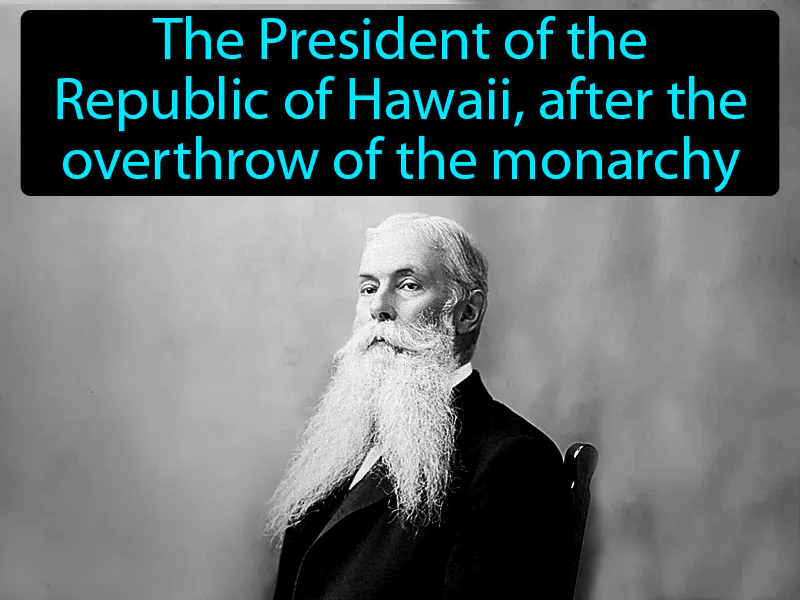 The President of the
Republic of Hawaii, after the
overthrow of the monarchy